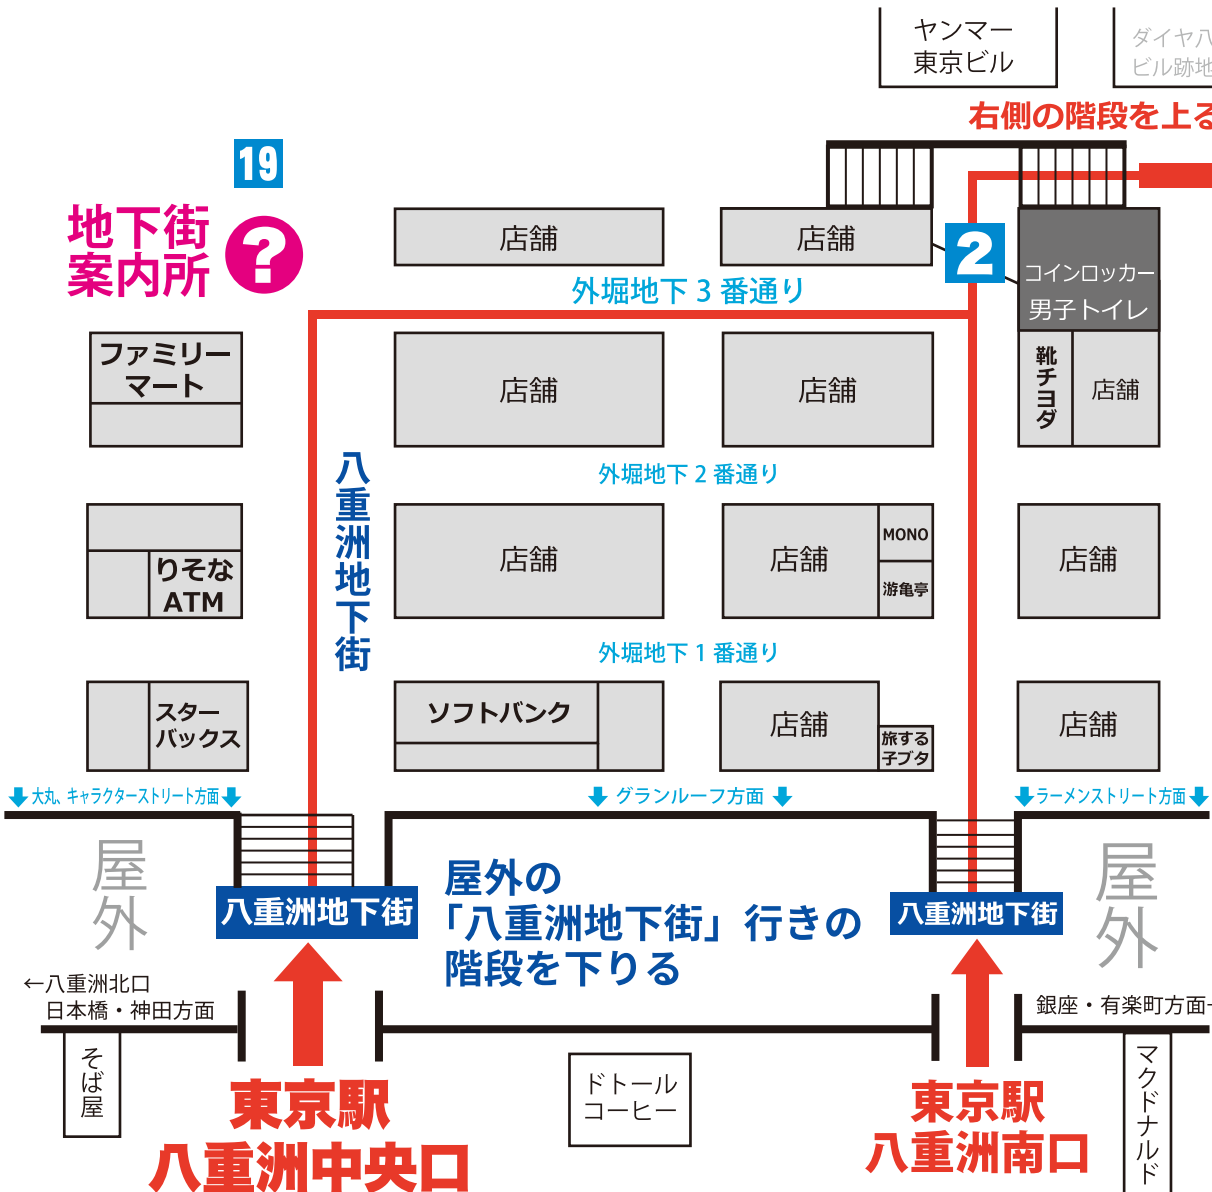 ヤンマー
東京ビル
ダイヤ八
ビル跡地
右側の階段を上る
19
地下街
案内所
?
店舗
店舗
2
コインロッカー
男子トイレ
外堀地下3番通り
ファミリー
マート
店舗
店舗
靴チヨダ
店舗
八重洲地下街
外堀地下2番通り
りそな
ATM
店舗
店舗
MONO
游亀亭
店舗
外堀地下1番通り
スター
バックス
ソフトバンク
店舗
旅する
子ブタ
店舗
大丸、キャラクターストリート方面
グランルーフ方面
ラーメンストリート方面
屋外
八重洲地下街
屋外の
「八重洲地下街」行きの
階段を下りる
八重洲地下街
屋外
←八重洲北口
日本橋・神田方面
銀座・有楽町方面
そば屋
東京駅
八重洲中央口
ドトール
コーヒー
東京駅
八重洲南口
マクドナルド